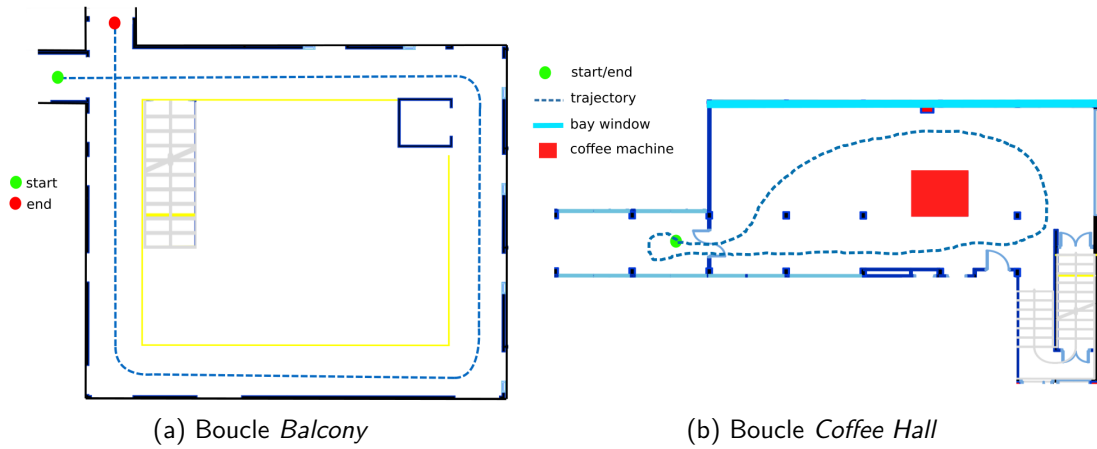 start
end
(a) Boucle Balcony
start/end
trajectory
bay window
coffee machine
(b) Boucle Coffee Hall